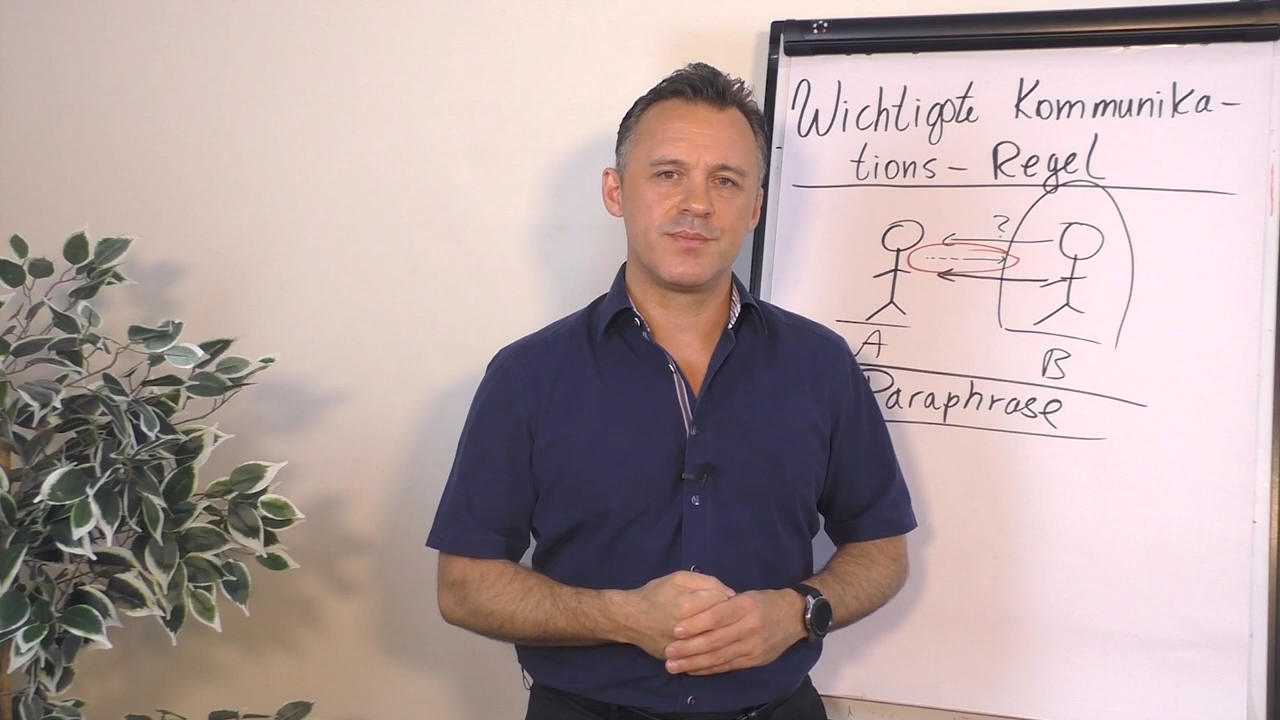 Wichtigste Kommunika-
tions- Regel
?
A
B
Paraphrase